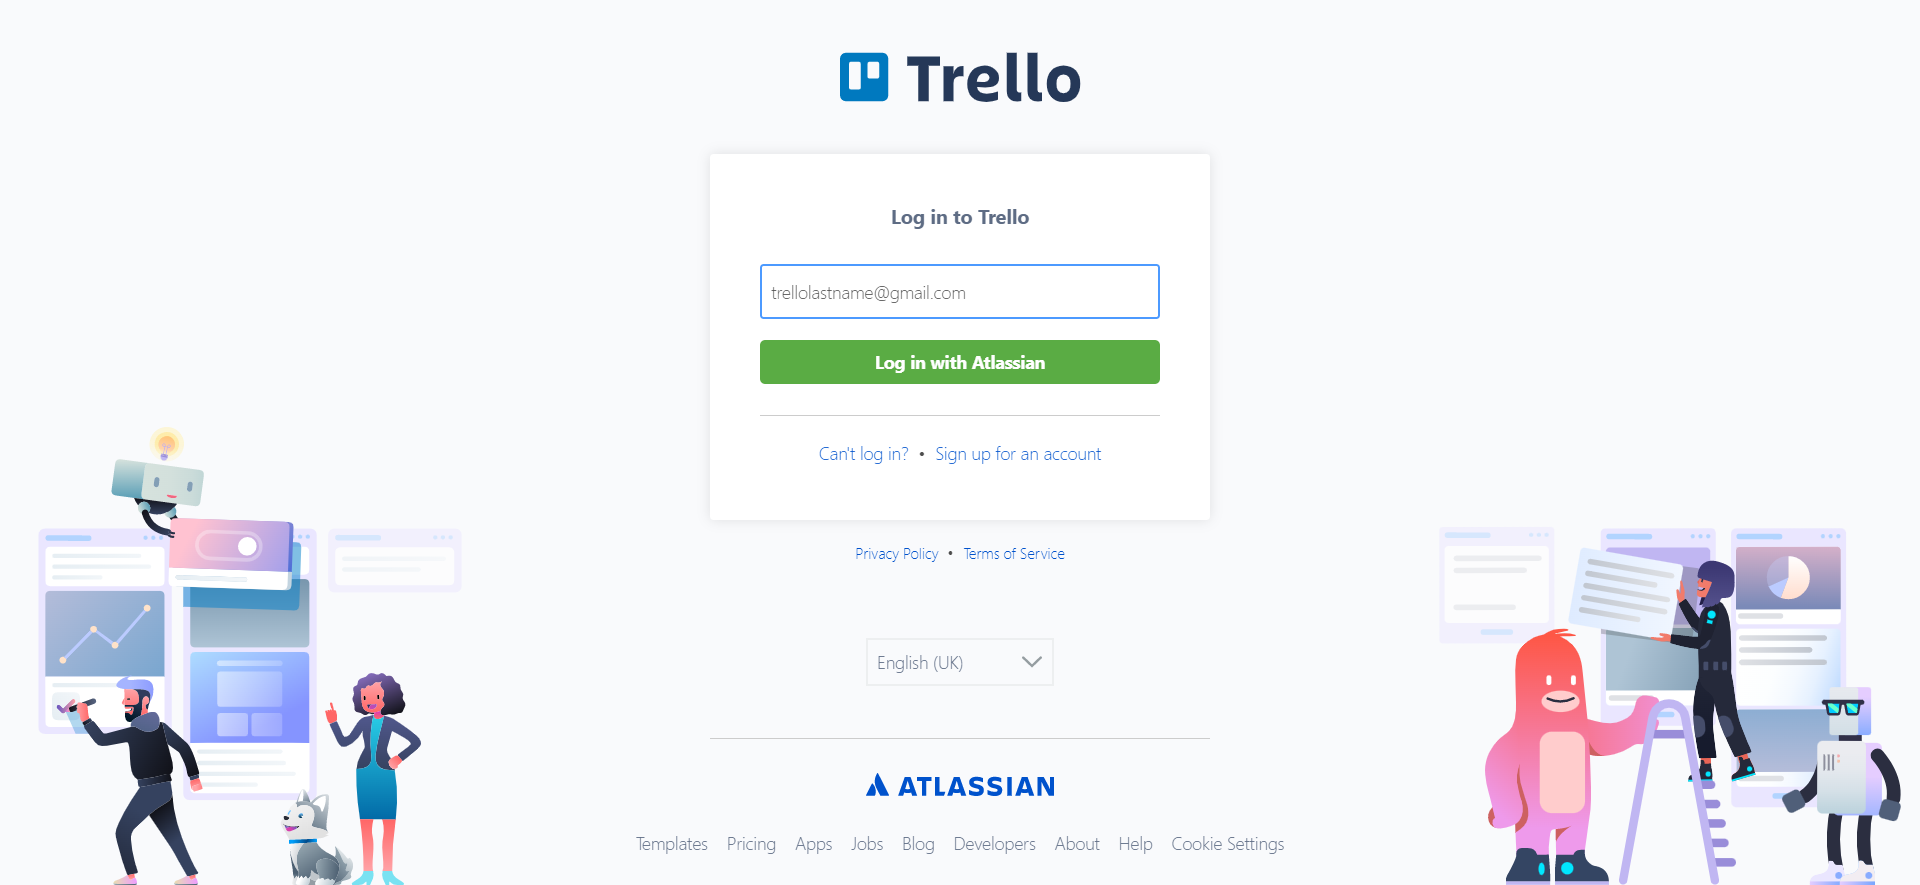 Trello
Log in to Trello
trellolastname@gmail.com
Log in with Atlassian
Can't log in? • Sign up for an account
Privacy Policy • Terms of Service
English (UK)
ATLASSIAN
Templates Pricing Apps Jobs Blog Developers About Help Cookie Settings